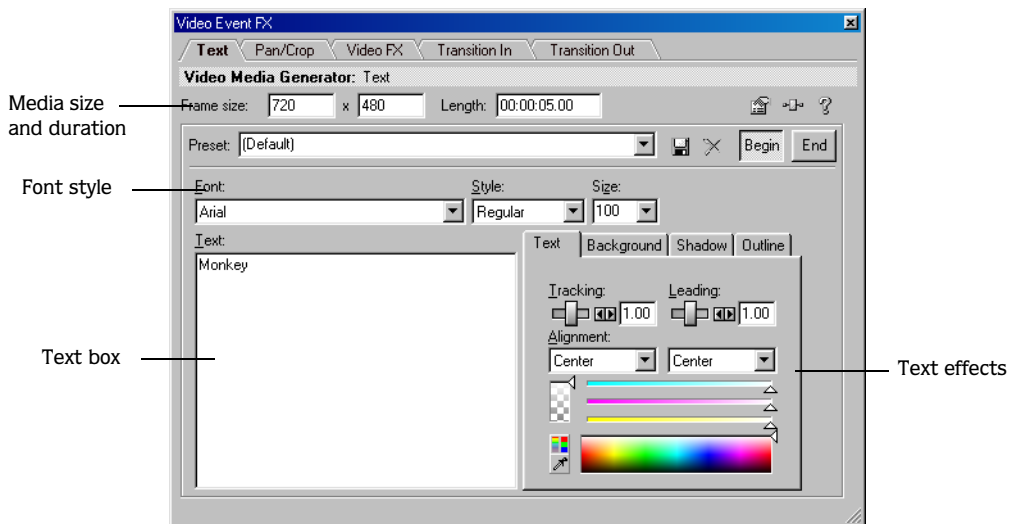 Video Event FX
Text Pan/Crop Video FX Transition In Transition Out
Video Media Generator: Text
Media size
and duration
Frame size: 720 x 480 Length: 00:00:05.00
Preset: (Default) Begin End
Font style
Font: Style: Size:
Arial Regular 100
Text:
Monkey
Text Background Shadow Outline
Tracking: Leading:
1.00 1.00
Alignment:
Center Center
Text box
Text effects